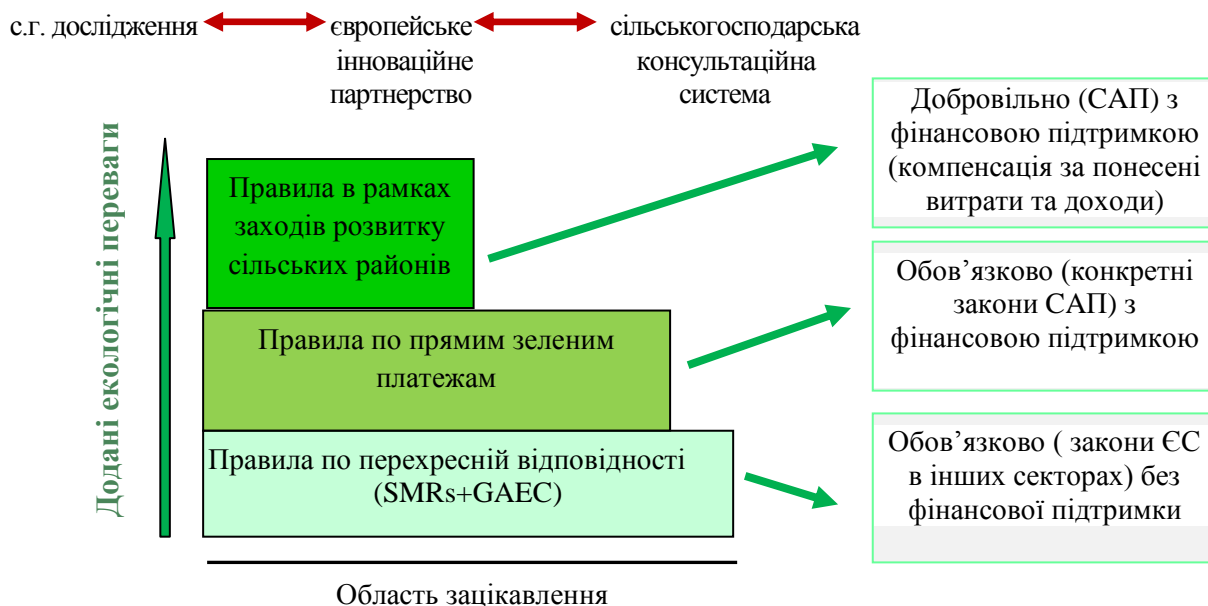 с.г. дослідження
європейське
інноваційне
партнерство
сільськогосподарська
консультаційна
система
Додані екологічні переваги
Правила в рамках
заходів розвитку
сільських районів
Правила по прямим зеленим
платежам
Правила по перехресній відповідності
(SMRs+GAEC)
Область зацікавлення
Добровільно (САП) з
фінансовою підтримкою
(компенсація за понесені
витрати та доходи)
Обов’язково (конкретні
закони САП) з
фінансовою підтримкою
Обов’язково ( закони ЄС
в інших секторах) без
фінансової підтримки